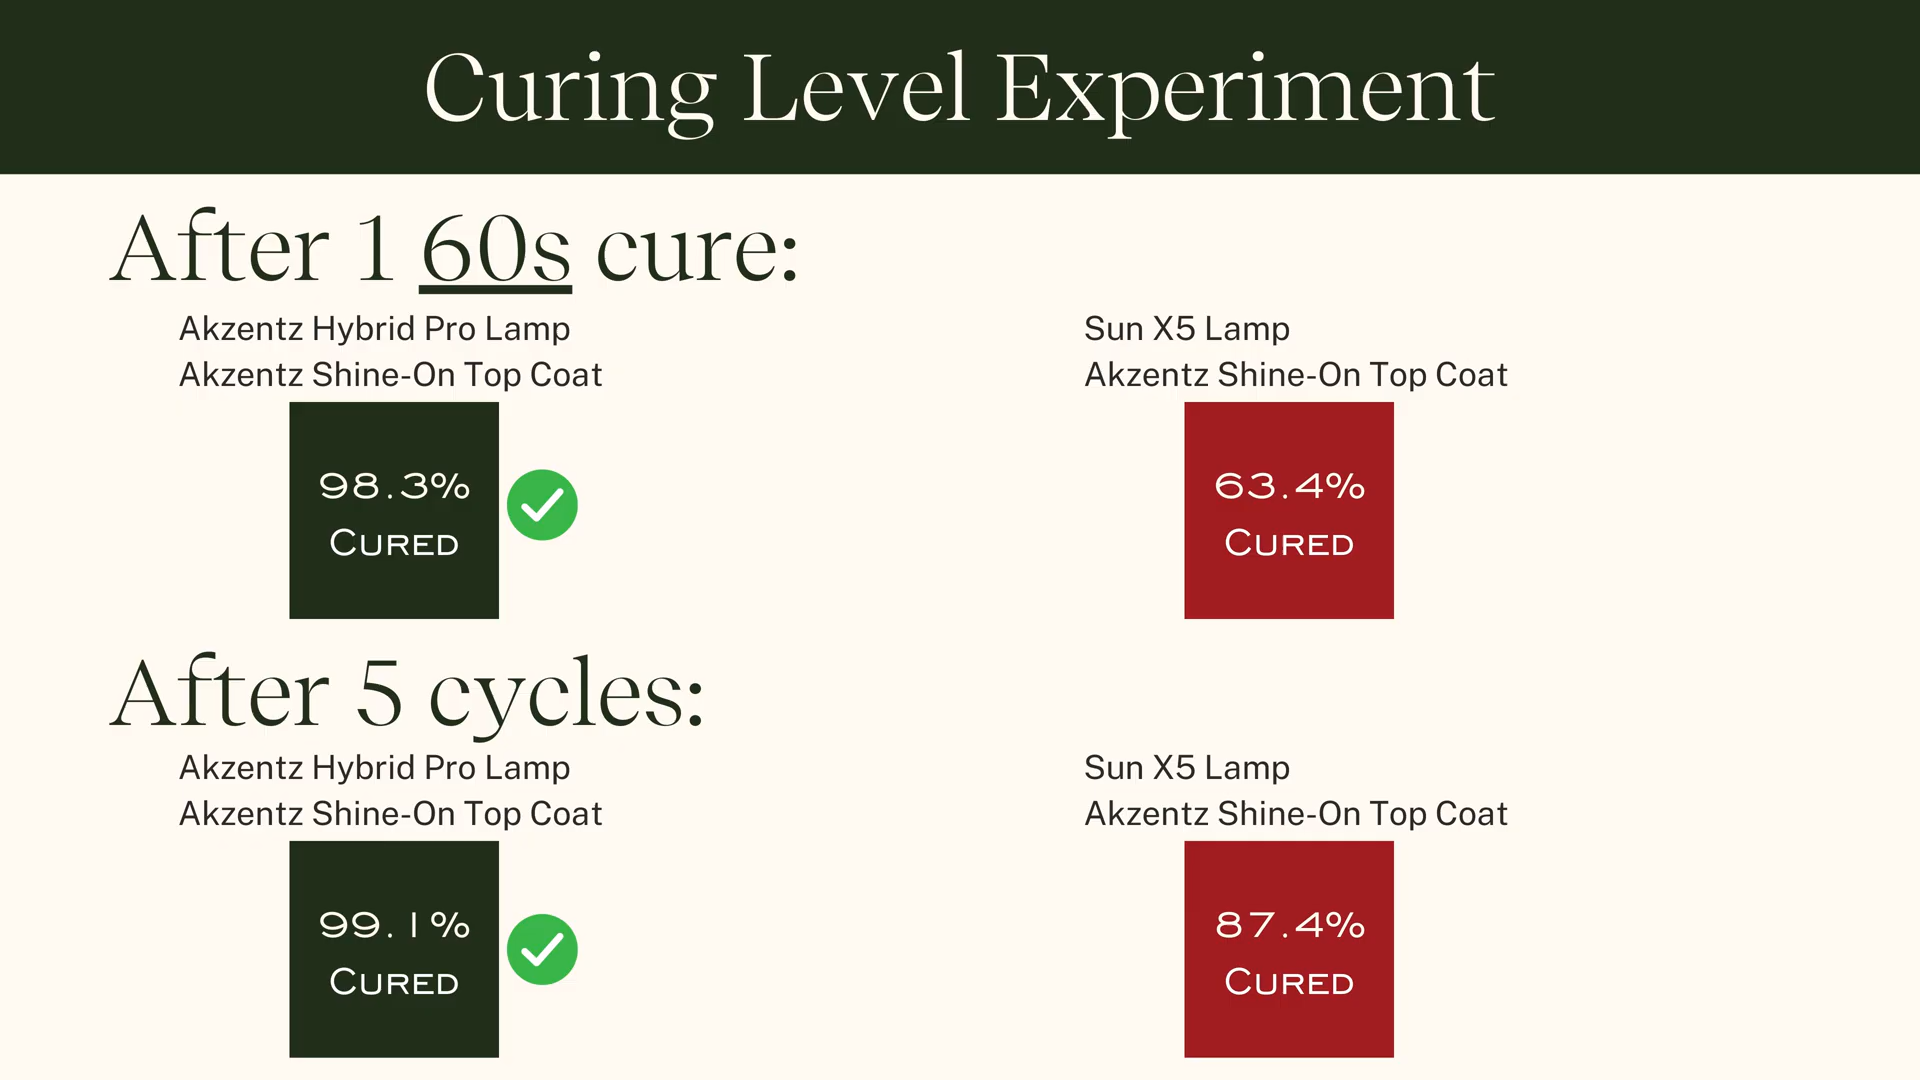 Curing Level Experiment
After 1 60s cure:
Akzentz Hybrid Pro Lamp
Akzentz Shine-On Top Coat
98.3%
Cured
Sun X5 Lamp
Akzentz Shine-On Top Coat
63.4%
Cured
After 5 cycles:
Akzentz Hybrid Pro Lamp
Akzentz Shine-On Top Coat
99.1%
Cured
Sun X5 Lamp
Akzentz Shine-On Top Coat
87.4%
Cured